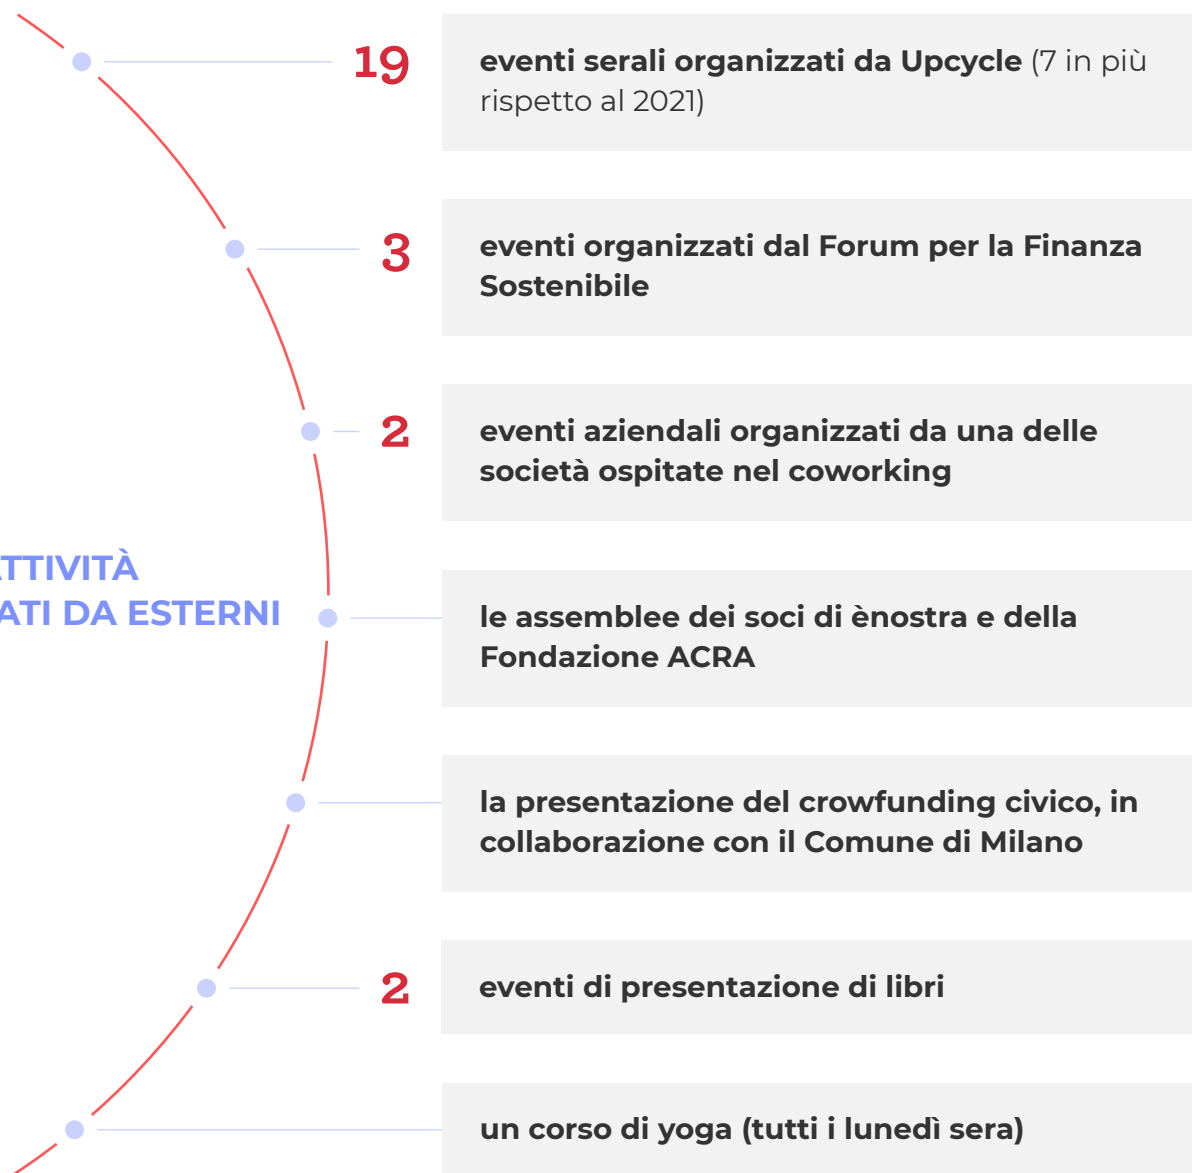 19
eventi serali organizzati da Upcycle (7 in più
rispetto al 2021)
3
eventi organizzati dal Forum per la Finanza
Sostenibile
2
eventi aziendali organizzati da una delle
società ospitate nel coworking
TTIVITÀ
ATI DA ESTERNI
le assemblee dei soci di ènostra e della
Fondazione ACRA
la presentazione del crowfunding civico, in
collaborazione con il Comune di Milano
2
eventi di presentazione di libri
un corso di yoga (tutti i lunedì sera)